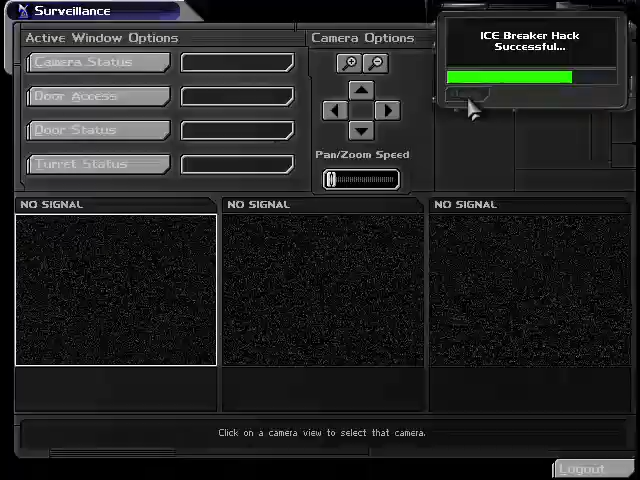 Surveillance
Active Window Options
Camera Options
ICE Breaker Hack
Successful...
Camera Status
Door Access
Door Status
Turret Status
Pan/Zoom Speed
NO SIGNAL
NO SIGNAL
NO SIGNAL
Click on a camera view to select that camera.
Logout